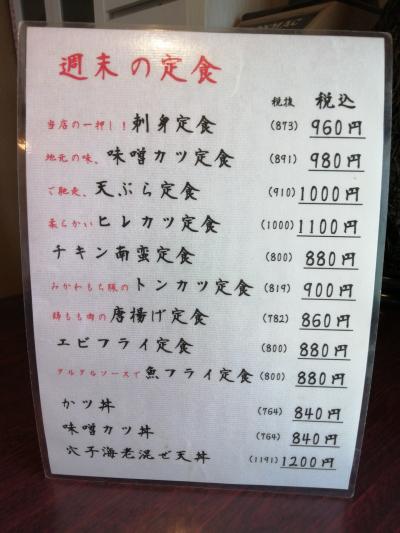 週末の定食
税抜 税込
当店の一押し!刺身定食 (873) 960円
地元の味、味噌カツ定食 (891) 980円
ご馳走、天ぷら定食 (910) 1000円
柔らかいヒレカツ定食 (1000) 1100円
チキン南蛮定食 (800) 880円
みかわもち豚のトンカツ定食 (819) 900円
鶏もも肉の唐揚げ定食 (782) 860円
エビフライ定食 (800) 880円
タルタルソースで魚フライ定食 (800) 880円
かつ丼 (764) 840円
味噌カツ丼 (764) 840円
穴子海老混ぜ天丼 (1191) 1200円